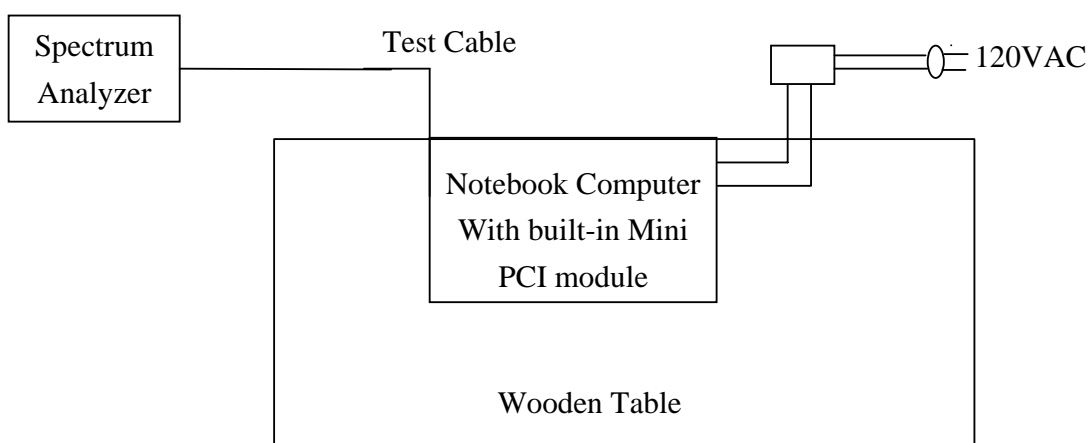 Spectrum
Analyzer
Test Cable
120VAC
Notebook Computer
With built-in Mini
PCI module
Wooden Table